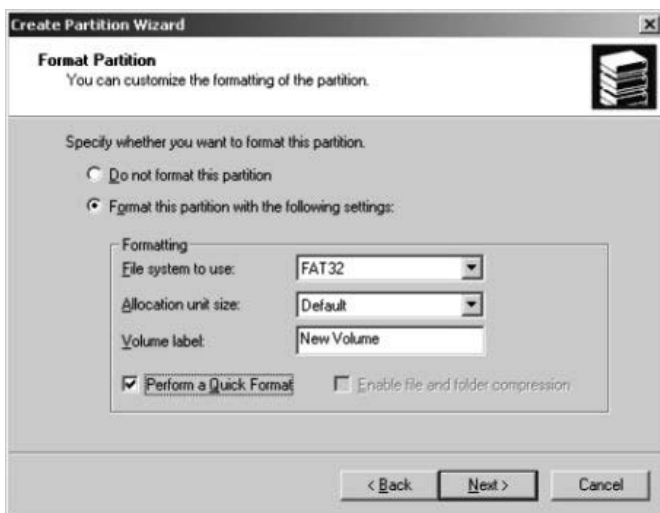 Create Partition Wizard
Format Partition
You can customize the formatting of the partition.
Specify whether you want to format this partition.
Do not format this partition
Format this partition with the following settings:
Formatting
File system to use: FAT32
Allocation unit size: Default
Volume label: New Volume
Perform a Quick Format Enable file and folder compression
< Back Next > Cancel